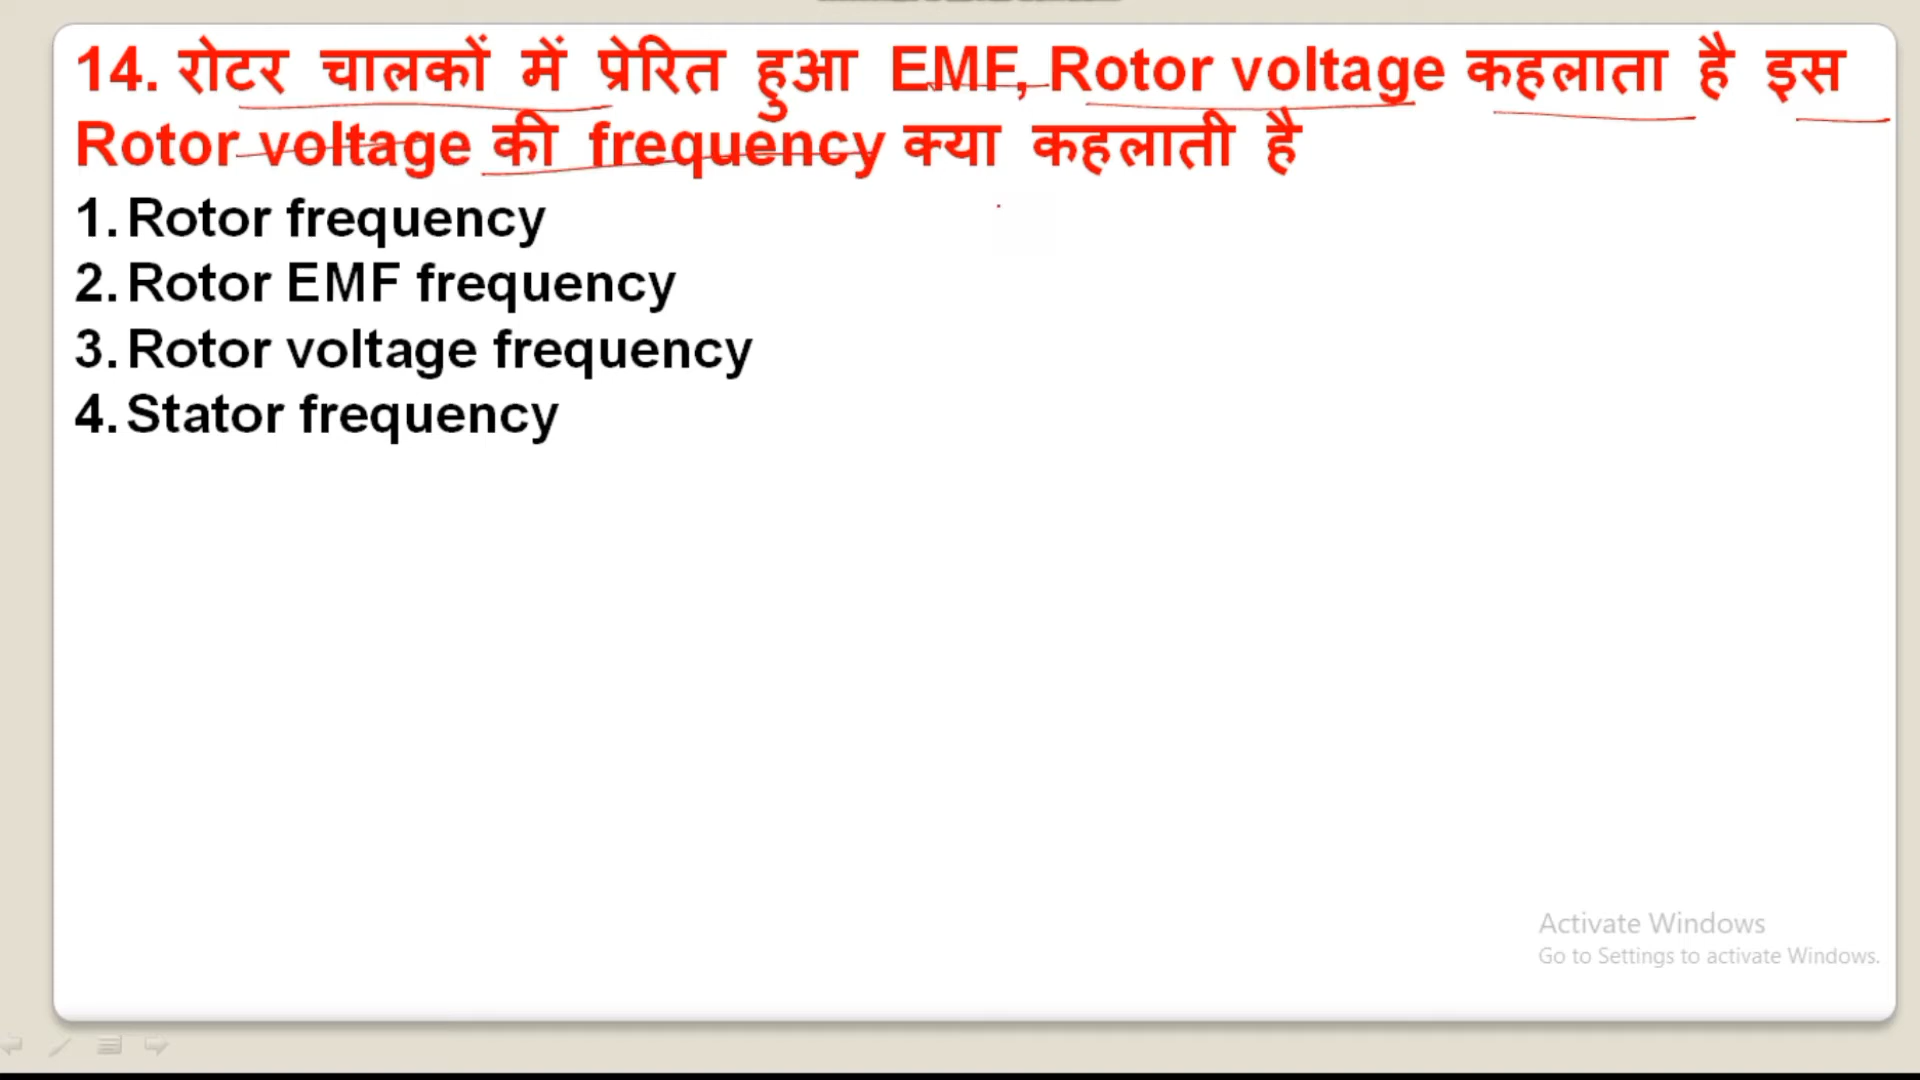 14. रोटर चालकों में प्रेरित हुआ EMF, Rotor voltage कहलाता है इस
Rotor voltage की frequency क्या कहलाती है
1. Rotor frequency
2. Rotor EMF frequency
3. Rotor voltage frequency
4. Stator frequency
Activate Windows
Go to Settings to activate Windows.